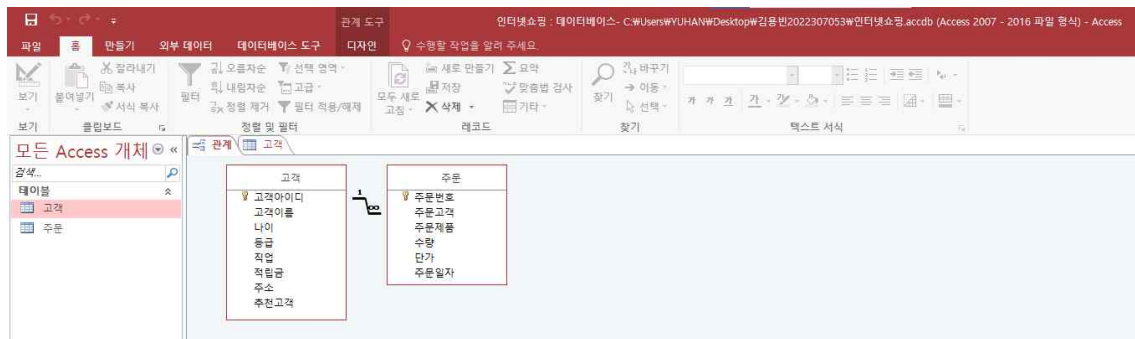 관계 도구
인터넷쇼핑 : 데이터베이스- C:₩Users₩YUHAN₩Desktop₩김용빈2022307053₩인터넷쇼핑.accdb (Access 2007 - 2016 파일 형식) - Access
파일 홈 만들기 외부 데이터 데이터베이스 도구 디자인 수행할 작업을 알려 주세요.
보기
붙여넣기
잘라내기
복사
서식 복사
필터
오름차순
내림차순
정렬 제거
선택 영역
고급
필터 적용/해제
모두 새로 고침
새로 만들기
저장
삭제
요약
맞춤법 검사
기타
찾기
바꾸기
이동
선택
가 가 가 가
보기 클립보드 정렬 및 필터 레코드 찾기 텍스트 서식
모든 Access 개체
검색...
테이블
고객
주문
관계 고객
고객
고객아이디
고객이름
나이
등급
직업
적립금
주소
추천고객
1
∞
주문
주문번호
주문고객
주문제품
수량
단가
주문일자